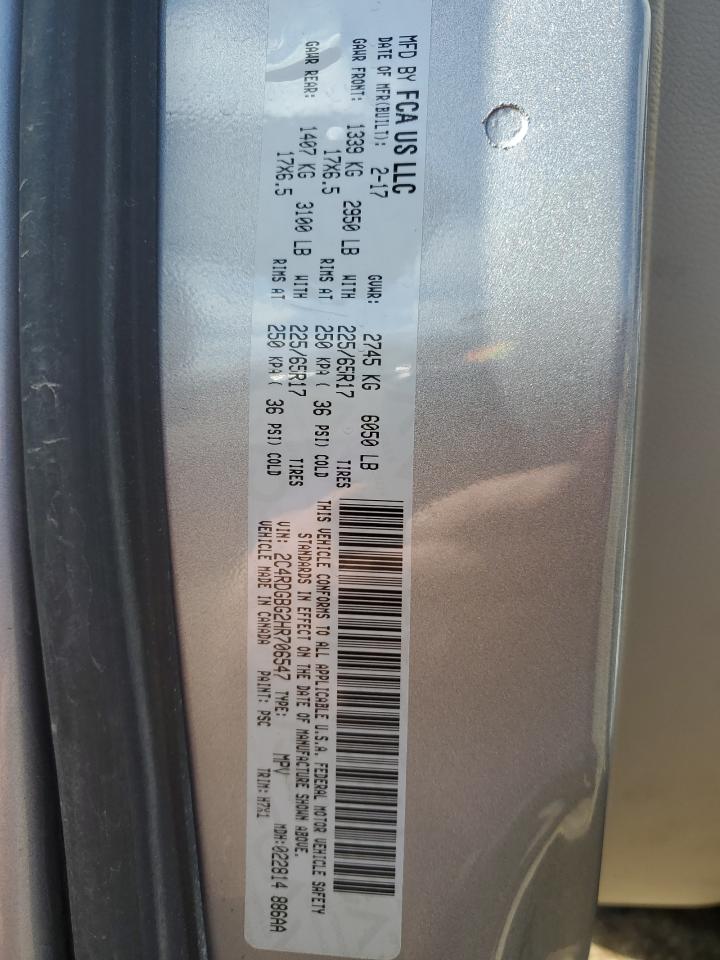 MFD BY FCA US LLC
DATE OF MFR(BUILT): 2-17 GVWR: 2745 KG 6050 LB
GAWR FRONT: 1339 KG 2950 LB WITH 225/65R17 TIRES
17X6.5 RIMS AT 250 KPA ( 36 PSI) COLD
GAWR REAR: 1407 KG 3100 LB WITH 225/65R17 TIRES
17X6.5 RIMS AT 250 KPA ( 36 PSI) COLD
THIS VEHICLE CONFORMS TO ALL APPLICABLE U.S.A. FEDERAL MOTOR VEHICLE SAFETY
STANDARDS IN EFFECT ON THE DATE OF MANUFACTURE SHOWN ABOVE.
VIN: 2C4RDGBG2HR706547 TYPE: MPV MDH:022814 886AA
VEHICLE MADE IN CANADA PAINT: PSC TRIM:H7X1